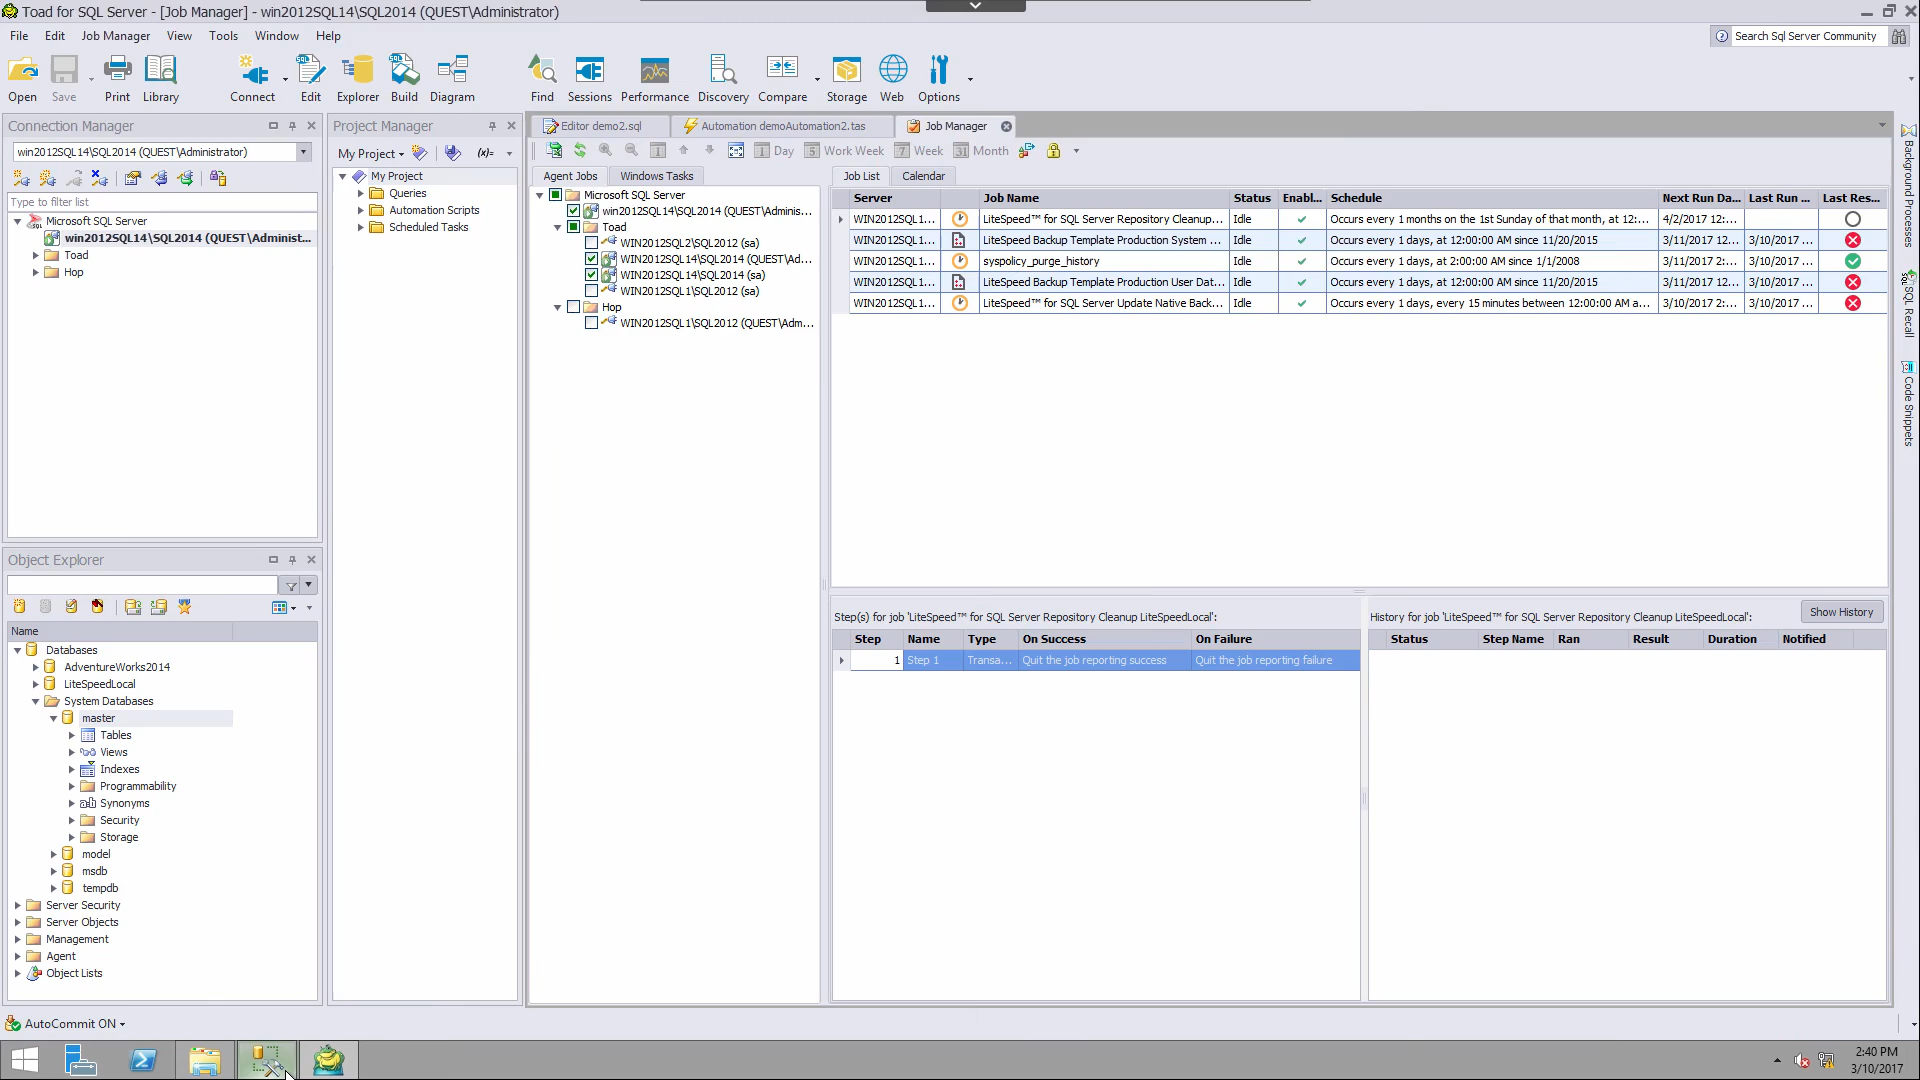 Toad for SQL Server - [Job Manager] - win2012SQL14\SQL2014 (QUEST\Administrator)
File Edit Job Manager View Tools Window Help
Search Sql Server Community
Open Save Print Library Connect Edit Explorer Build Diagram Find Sessions Performance Discovery Compare Storage Web Options
Connection Manager
win2012SQL14\SQL2014 (QUEST\Administrator)
Type to filter list
Microsoft SQL Server
win2012SQL14\SQL2014 (QUEST\Administ...
Toad
Hop
Object Explorer
Name
Databases
AdventureWorks2014
LiteSpeedLocal
System Databases
master
Tables
Views
Indexes
Programmability
Synonyms
Security
Storage
model
msdb
tempdb
Server Security
Server Objects
Management
Agent
Object Lists
Project Manager
My Project (x)=
My Project
Queries
Automation Scripts
Scheduled Tasks
Editor demo2.sql Automation demoAutomation2.tas Job Manager
Day Work Week Week Month
Agent Jobs Windows Tasks
Microsoft SQL Server
win2012SQL14\SQL2014 (QUEST\Adminis...
Toad
WIN2012SQL2\SQL2012 (sa)
WIN2012SQL14\SQL2014 (QUEST\Ad...
WIN2012SQL14\SQL2014 (sa)
WIN2012SQL1\SQL2012 (sa)
Hop
WIN2012SQL1\SQL2012 (QUEST\Adm...
Job List Calendar
Server Job Name Status Enabl... Schedule Next Run Da... Last Run ... Last Res...
WIN2012SQL1... LiteSpeed™ for SQL Server Repository Cleanup... Idle Occurs every 1 months on the 1st Sunday of that month, at 12:... 4/2/2017 12:...
WIN2012SQL1... LiteSpeed Backup Template Production System ... Idle Occurs every 1 days, at 12:00:00 AM since 11/20/2015 3/11/2017 12... 3/10/2017 ...
WIN2012SQL1... syspolicy_purge_history Idle Occurs every 1 days, at 2:00:00 AM since 1/1/2008 3/11/2017 2:... 3/10/2017 ...
WIN2012SQL1... LiteSpeed Backup Template Production User Dat... Idle Occurs every 1 days, at 12:00:00 AM since 11/20/2015 3/11/2017 12... 3/10/2017 ...
WIN2012SQL1... LiteSpeed™ for SQL Server Update Native Back... Idle Occurs every 1 days, every 15 minutes between 12:00:00 AM a... 3/10/2017 2:... 3/10/2017 ...
Step(s) for job 'LiteSpeed™ for SQL Server Repository Cleanup LiteSpeedLocal':
Step Name Type On Success On Failure
1 Step 1 Transa... Quit the job reporting success Quit the job reporting failure
History for job 'LiteSpeed™ for SQL Server Repository Cleanup LiteSpeedLocal':
Show History
Status Step Name Ran Result Duration Notified
Background Processes
SQL Recall
Code Snippets
AutoCommit ON
2:40 PM
3/10/2017